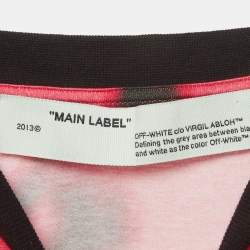 2013©
"MAIN LABEL"
OFF-WHITE c/o VIRGIL ABLOH™
Defining the grey area between bla
and white as the color Off-White™